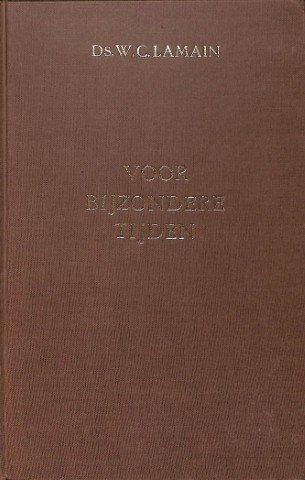 Ds. W. C. LAMAIN
VOOR
BIJZONDERE
TIJDEN